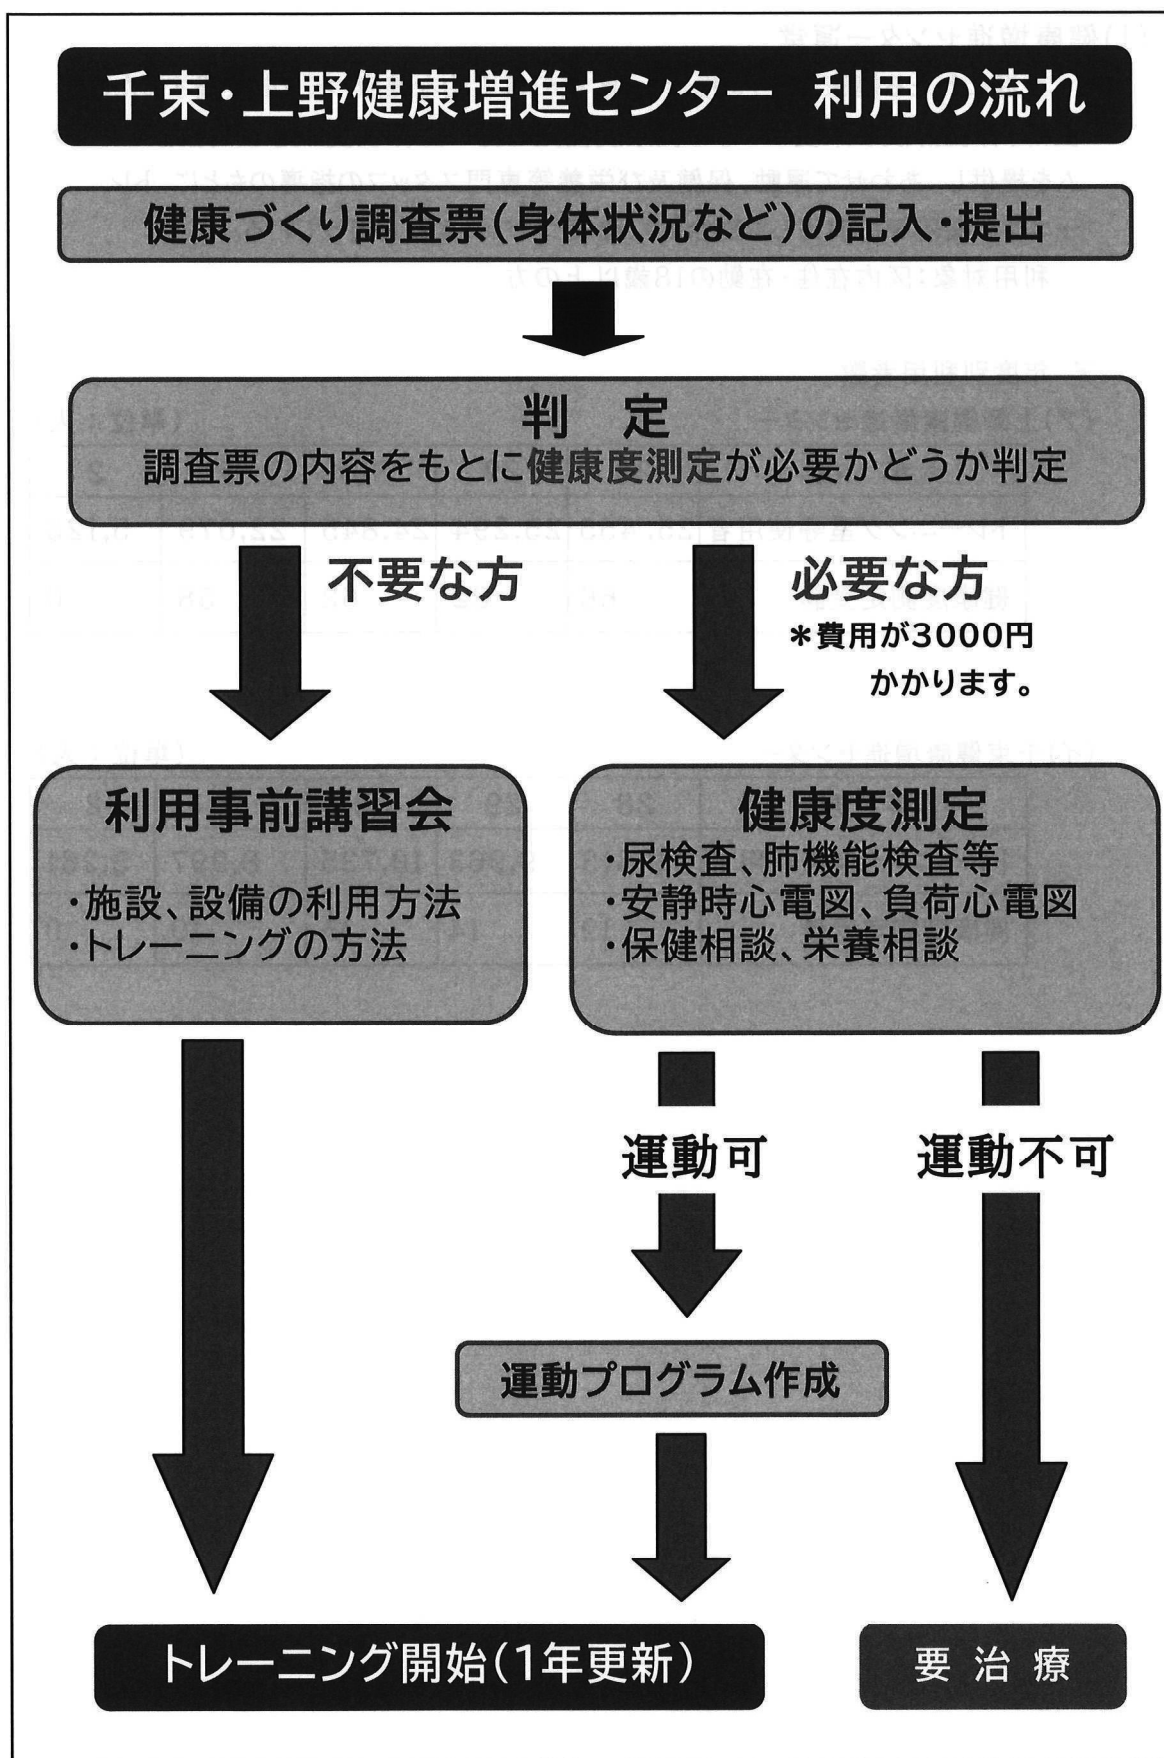 千束・上野健康増進センター 利用の流れ
健康づくり調査票(身体状況など)の記入・提出
判 定
調査票の内容をもとに健康度測定が必要かどうか判定
不要な方
必要な方
＊費用が3000円
かかります。
利用事前講習会
・施設、設備の利用方法
・トレーニングの方法
健康度測定
・尿検査、肺機能検査等
・安静時心電図、負荷心電図
・保健相談、栄養相談
運動可
運動不可
運動プログラム作成
トレーニング開始(1年更新)
要 治 療